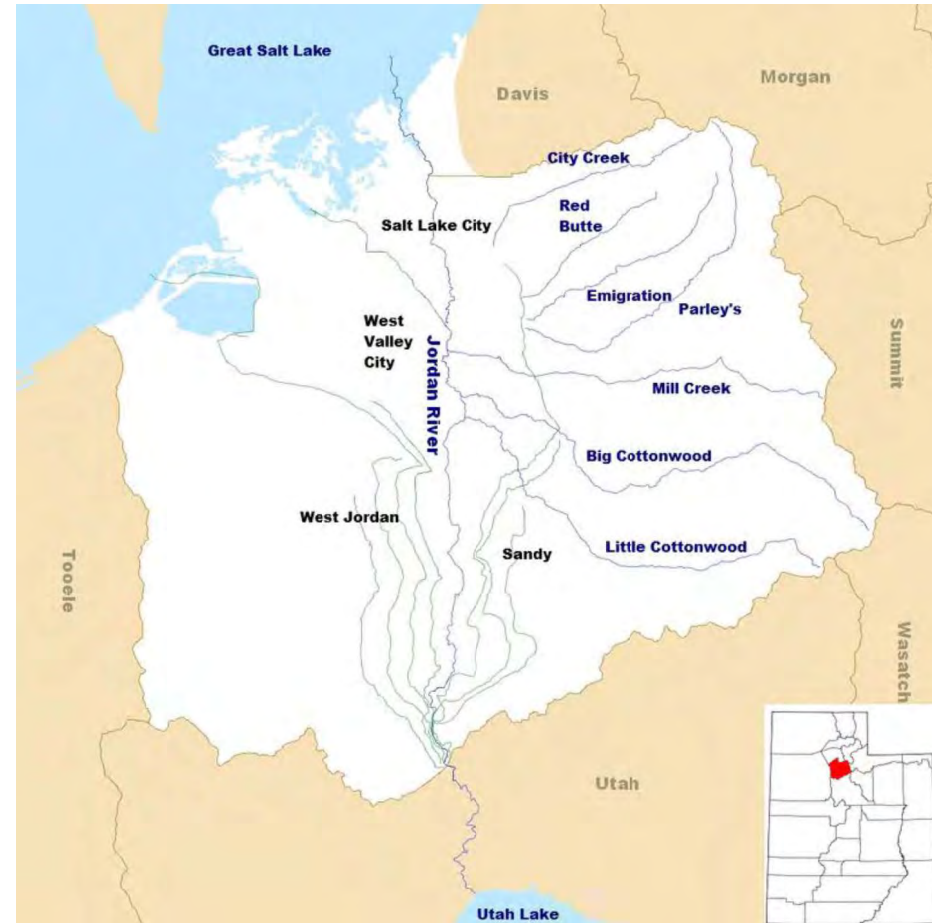 Great Salt Lake
Davis
Morgan
City Creek
Red
Butte
Salt Lake City
Emigration
Parley's
West
Valley
City
Jordan River
Summit
Mill Creek
Big Cottonwood
West Jordan
Sandy
Little Cottonwood
Tooele
Wasatch
Utah
Utah Lake